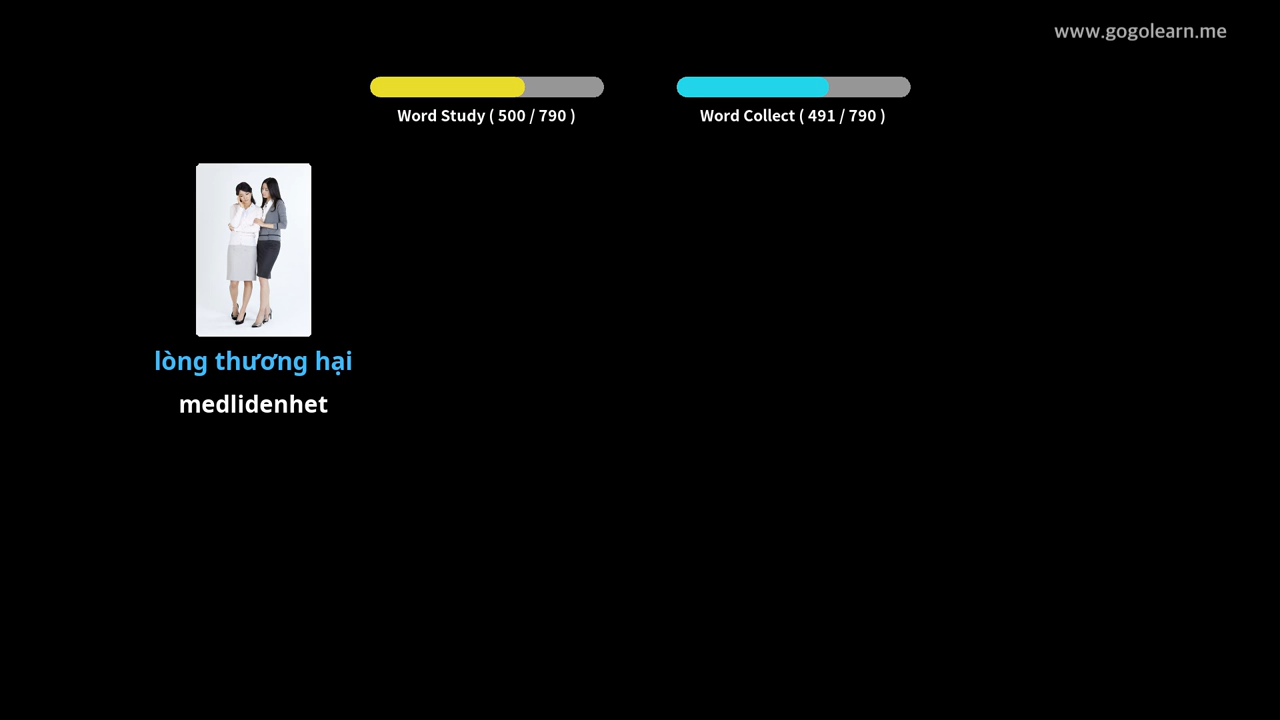 www.gogolearn.me
Word Study ( 500 / 790 )
Word Collect ( 491 / 790 )
lòng thương hại
medlidenhet